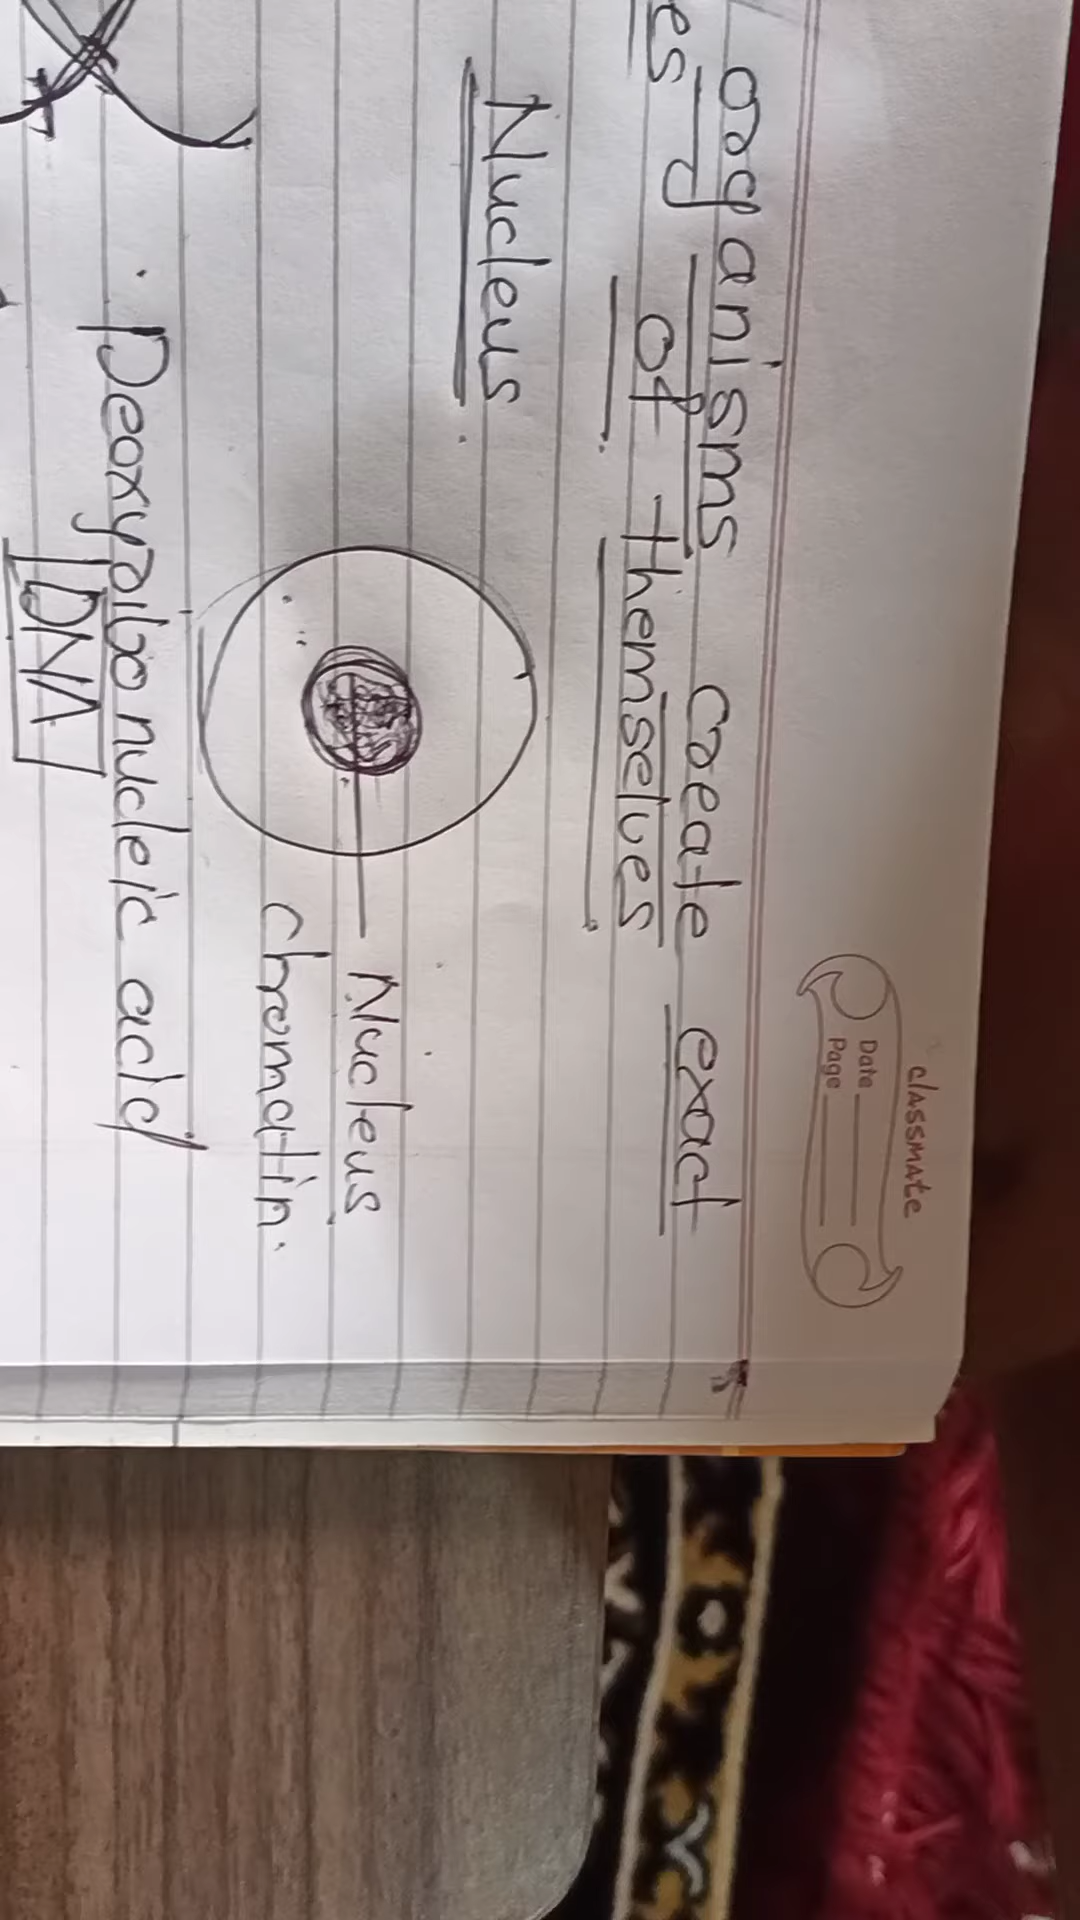 classmate
Date
Page
organisms create exact
es of themselves
Nucleus
Nucleus
chromatin.
Deoxyribo nucleic acid
DNA